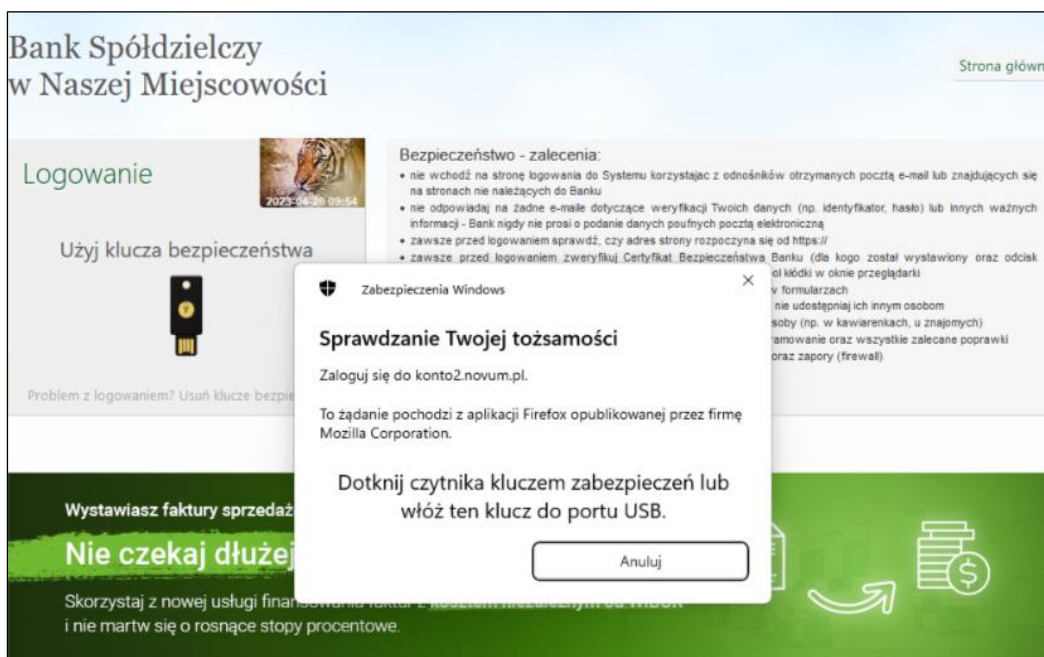 Bank Spółdzielczy
w Naszej Miejscowości
Strona główn
Logowanie
2023-04-26 09:54
Użyj klucza bezpieczeństwa
Problem z logowaniem? Usuń klucze bezpie
Bezpieczeństwo - zalecenia:
• nie wchodź na stronę logowania do Systemu korzystajac z odnośników otrzymanych pocztą e-mail lub znajdujących się
na stronach nie należących do Banku
• nie odpowiadaj na żadne e-maile dotyczące weryfikacji Twoich danych (np. identyfikator, hasło) lub innych ważnych
informacji - Bank nigdy nie prosi o podanie danych poufnych pocztą elektroniczną
• zawsze przed logowaniem sprawdź, czy adres strony rozpoczyna się od https://
• zawsze przed logowaniem zweryfikuj Certyfikat Bezpieczeństwa Banku (dla kogo został wystawiony oraz odcisk
ol kłódki w oknie przeglądarki
v formularzach
nie udostępniaj ich innym osobom
soby (np. w kawiarenkach, u znajomych)
ramowanie oraz wszystkie zalecane poprawki
oraz zapory (firewall)
Zabezpieczenia Windows
Sprawdzanie Twojej tożsamości
Zaloguj się do konto2.novum.pl.
To żądanie pochodzi z aplikacji Firefox opublikowanej przez firmę
Mozilla Corporation.
Dotknij czytnika kluczem zabezpieczeń lub
włóż ten klucz do portu USB.
Anuluj
Wystawiasz faktury sprzedaż
Nie czekaj dłużej
Skorzystaj z nowej usługi finansowania faktur z kosztem niezależnym od WIBOR
i nie martw się o rosnące stopy procentowe.